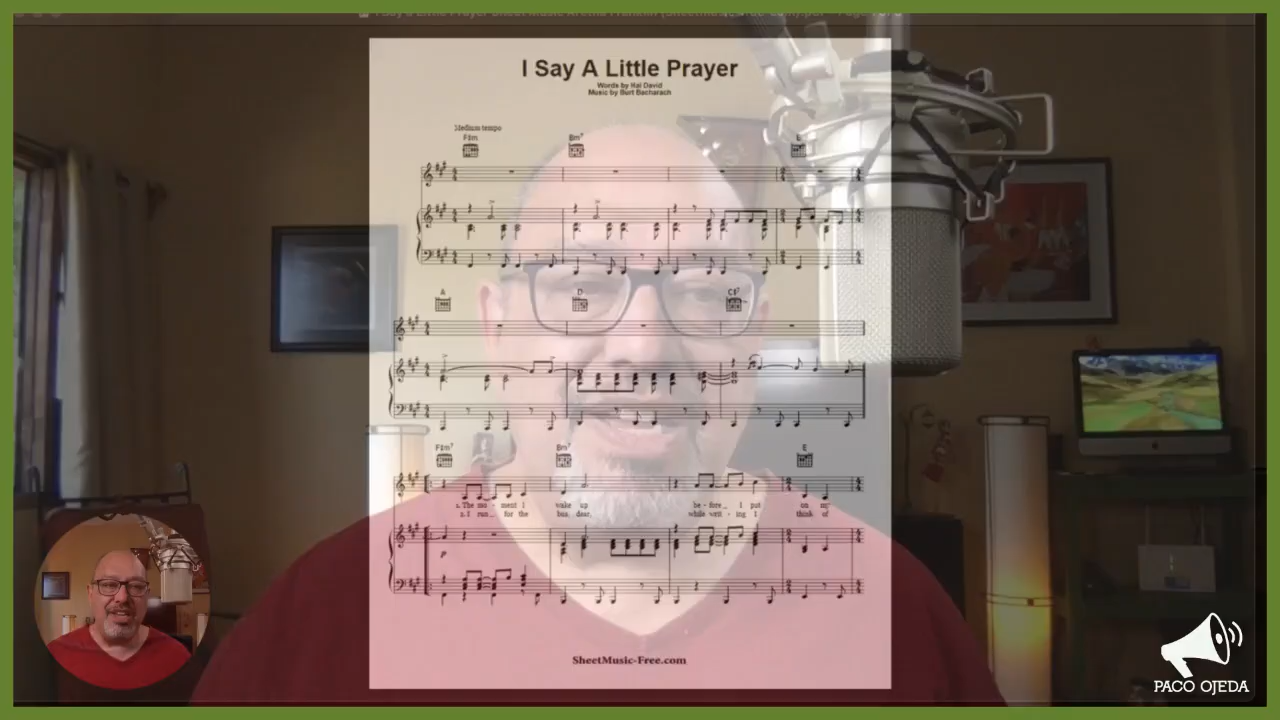 I Say A Little Prayer
Words by Hal David
Music by Burt Bacharach
Medium tempo
F♯m Bm7 E
A D C♯7
F♯m7 Bm7 E
1. The mo - ment I wake up be - fore I put on my
2. I run for the bus, dear, while writ - ing I think of
SheetMusic-Free.com
PACO OJEDA